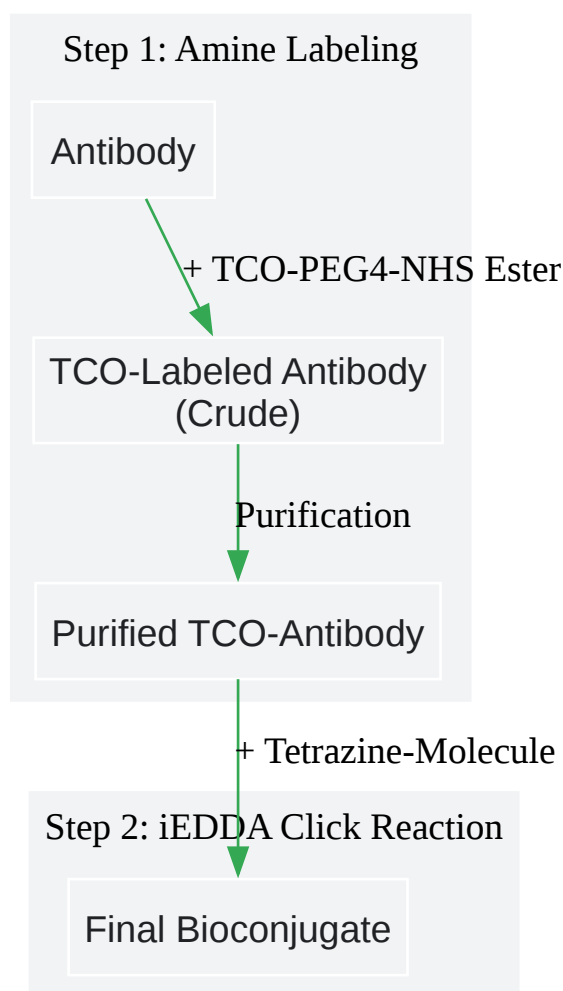 Step 1: Amine Labeling
Antibody
+ TCO-PEG4-NHS Ester
TCO-Labeled Antibody
(Crude)
Purification
Purified TCO-Antibody
+ Tetrazine-Molecule
Step 2: iEDDA Click Reaction
Final Bioconjugate